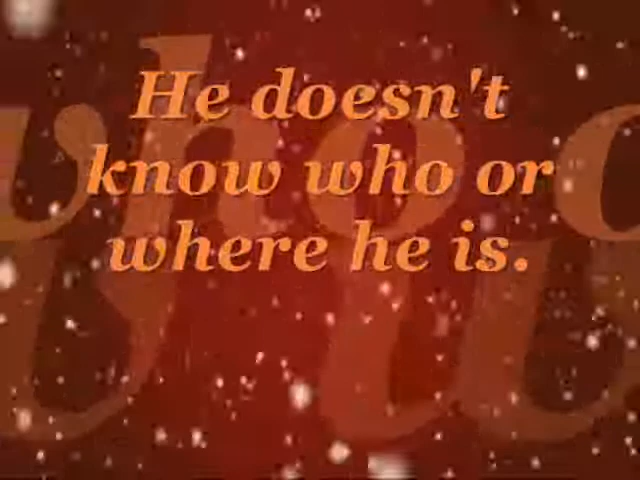 He doesn't
know who or
where he is.